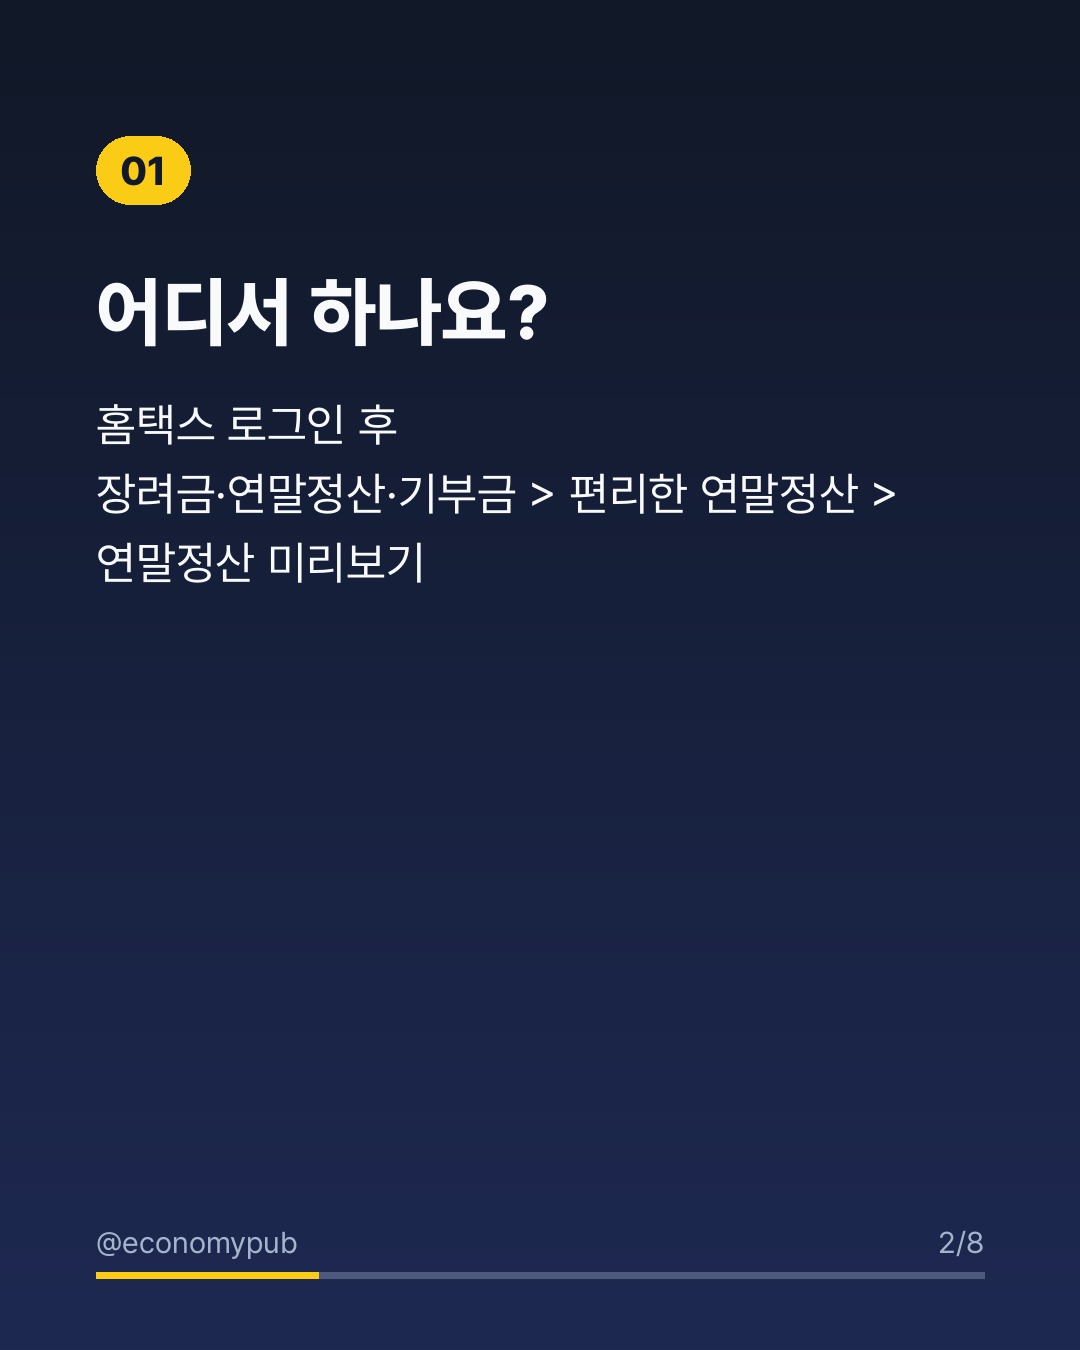 01
어디서 하나요?
홈택스 로그인 후
장려금·연말정산·기부금 > 편리한 연말정산 >
연말정산 미리보기
@economypub
2/8